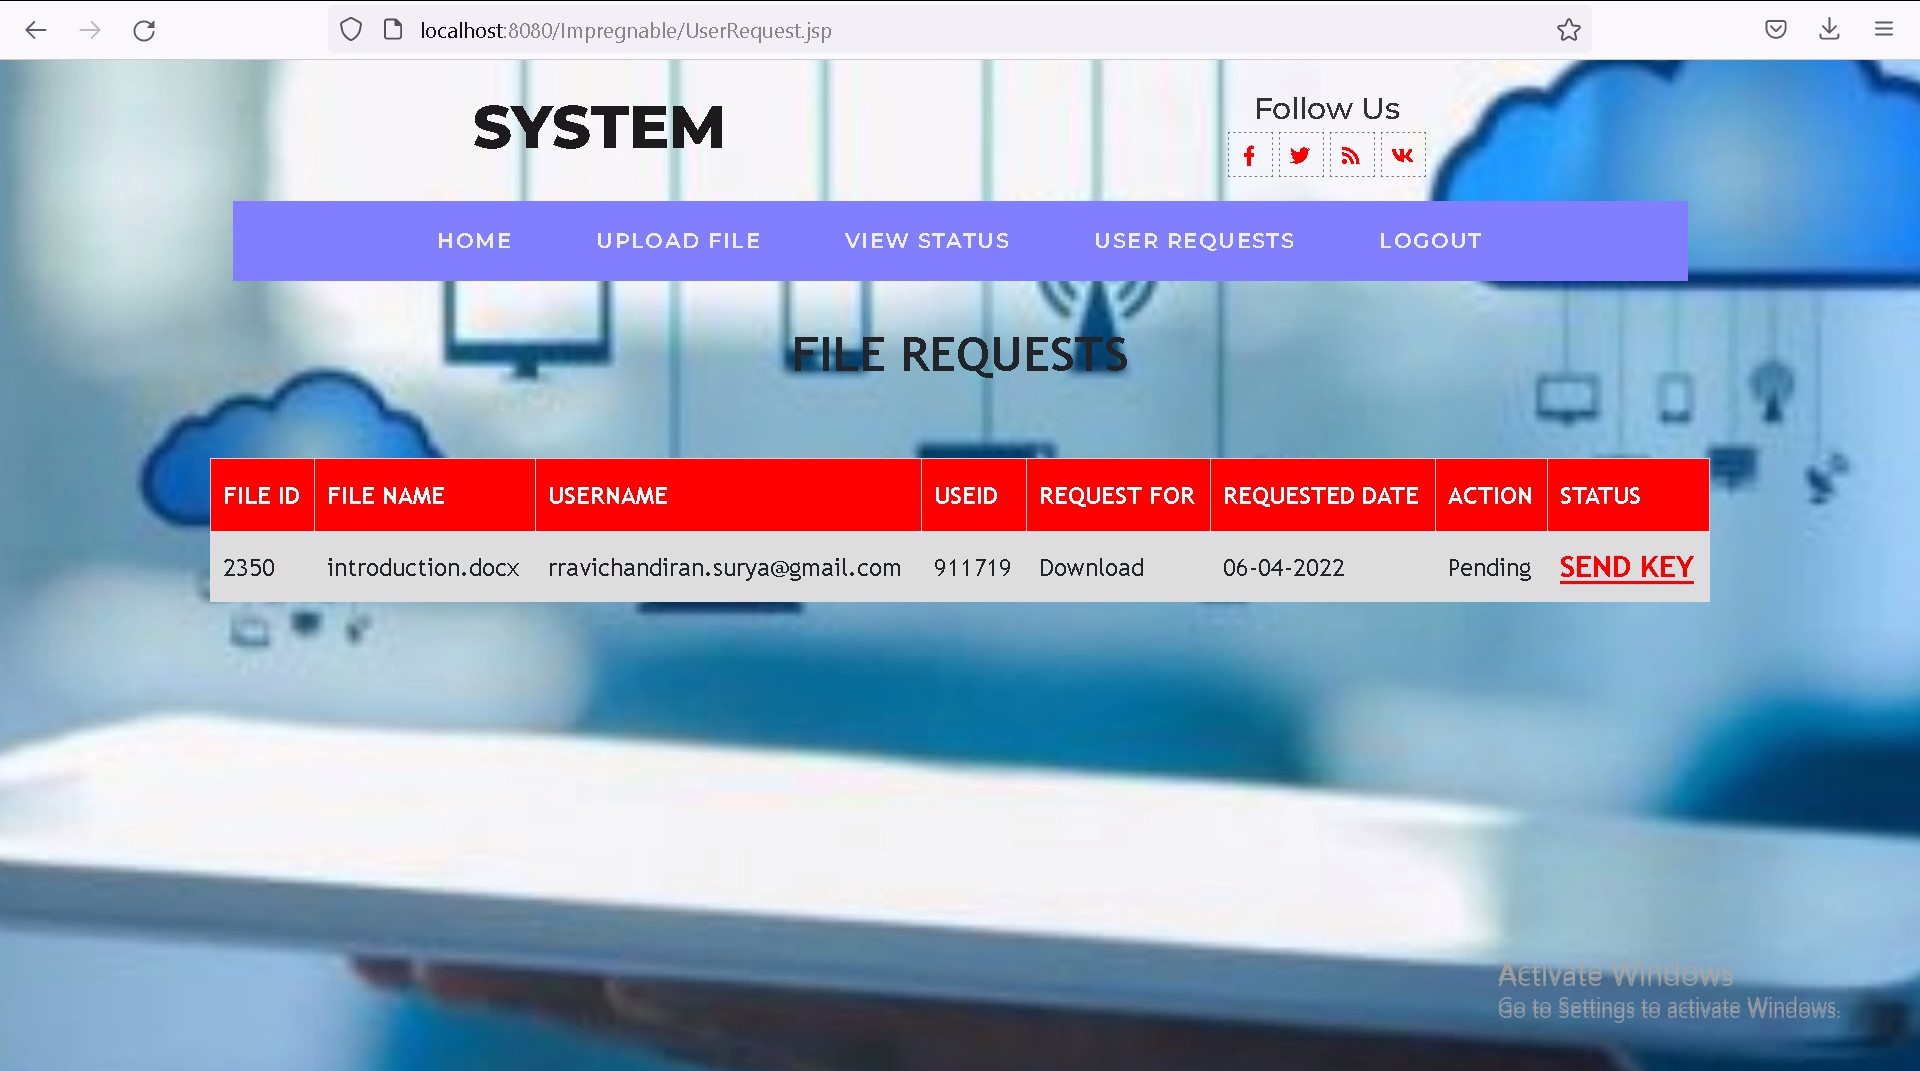 localhost:8080/Impregnable/UserRequest.jsp
SYSTEM
Follow Us
HOME UPLOAD FILE VIEW STATUS USER REQUESTS LOGOUT
FILE REQUESTS
FILE ID FILE NAME USERNAME USEID REQUEST FOR REQUESTED DATE ACTION STATUS
2350 introduction.docx rravichandiran.surya@gmail.com 911719 Download 06-04-2022 Pending SEND KEY
Activate Windows
Go to Settings to activate Windows.